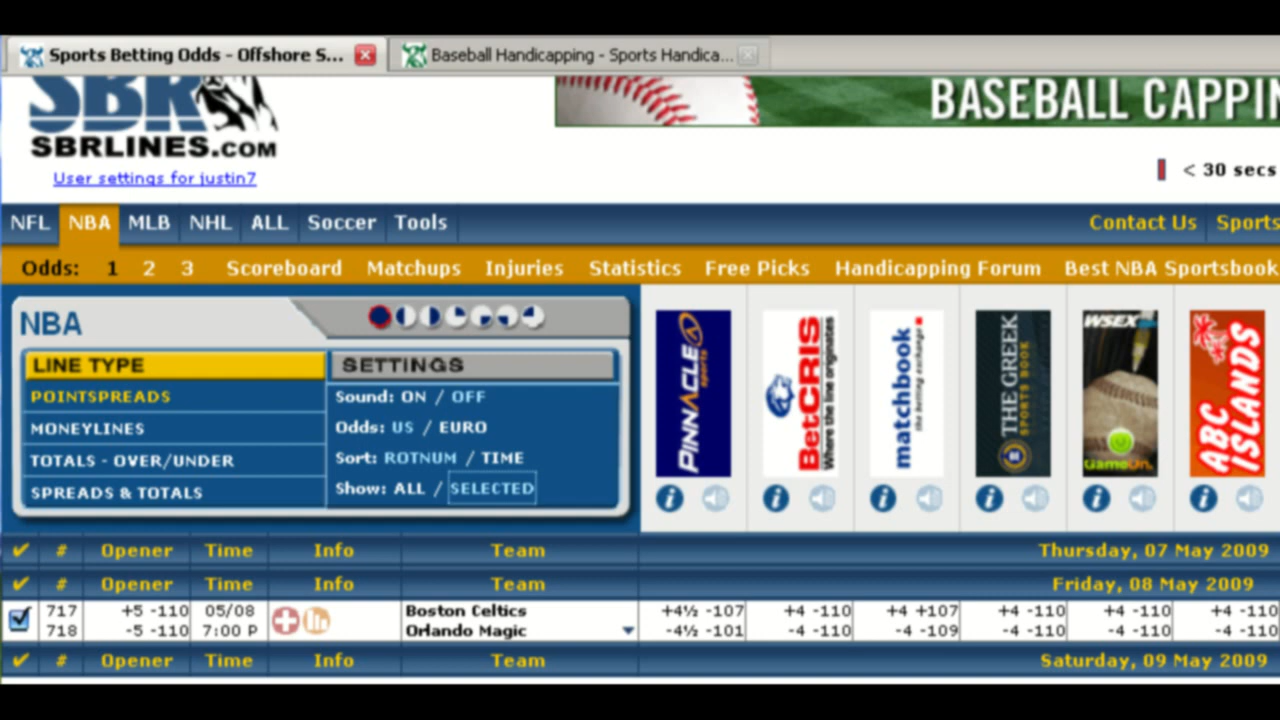 Sports Betting Odds - Offshore S...
Baseball Handicapping - Sports Handica...
SBR
SBRLINES.COM
User settings for justin7
BASEBALL CAPPIN
< 30 secs
NFL NBA MLB NHL ALL Soccer Tools Contact Us Sports
Odds: 1 2 3 Scoreboard Matchups Injuries Statistics Free Picks Handicapping Forum Best NBA Sportsbook
NBA
LINE TYPE
POINTSPREADS
MONEYLINES
TOTALS - OVER/UNDER
SPREADS & TOTALS
SETTINGS
Sound: ON / OFF
Odds: US / EURO
Sort: ROTNUM / TIME
Show: ALL / SELECTED
PINNACLE
sports
BetCRIS
Where the line originates
matchbook
the betting exchange
THE GREEK
SPORTS BOOK
WSEX
GameOn.
ABC
ISLANDS
# Opener Time Info Team Thursday, 07 May 2009
# Opener Time Info Team Friday, 08 May 2009
717 +5 -110 05/08 Boston Celtics +4½ -107 +4 -110 +4 +107 +4 -110 +4 -110 +4 -110
718 -5 -110 7:00 P Orlando Magic -4½ -101 -4 -110 -4 -109 -4 -110 -4 -110 -4 -110
# Opener Time Info Team Saturday, 09 May 2009